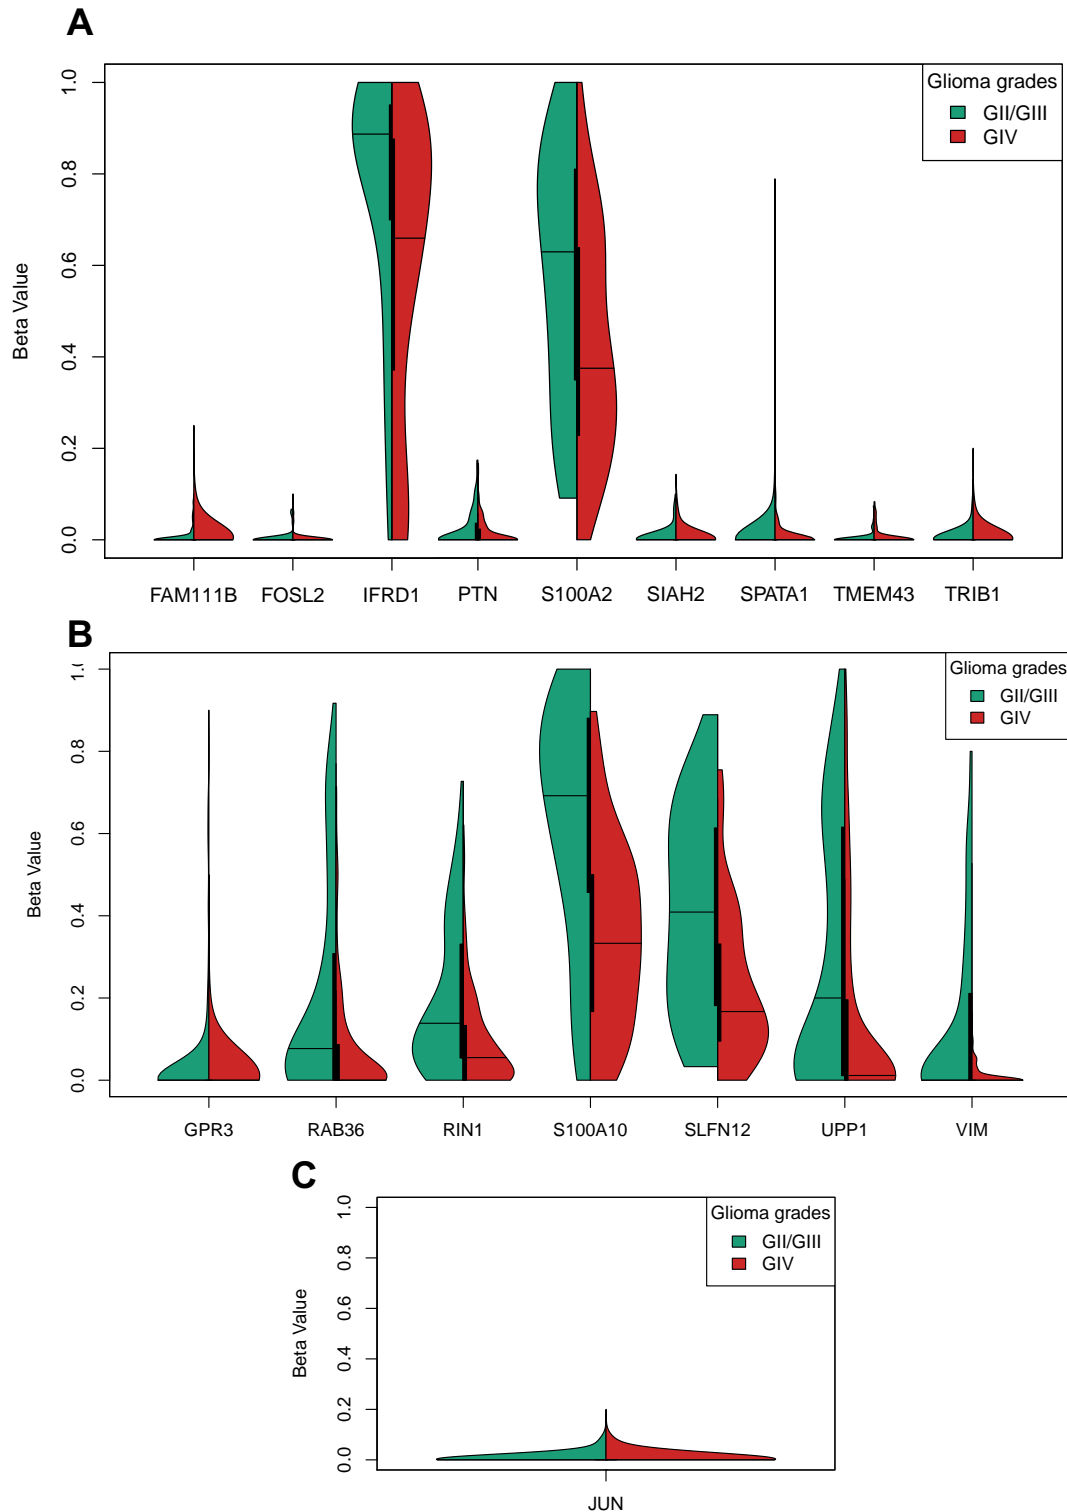 A
Glioma grades
GII/GIII
GIV
Beta Value
1.0
0.8
0.6
0.4
0.2
0.0
FAM111B FOSL2 IFRD1 PTN S100A2 SIAH2 SPATA1 TMEM43 TRIB1
B
Glioma grades
GII/GIII
GIV
Beta Value
0.8
0.6
0.4
0.2
0.0
GPR3 RAB36 RIN1 S100A10 SLFN12 UPP1 VIM
C
Glioma grades
GII/GIII
GIV
Beta Value
1.0
0.8
0.6
0.4
0.2
0.0
JUN